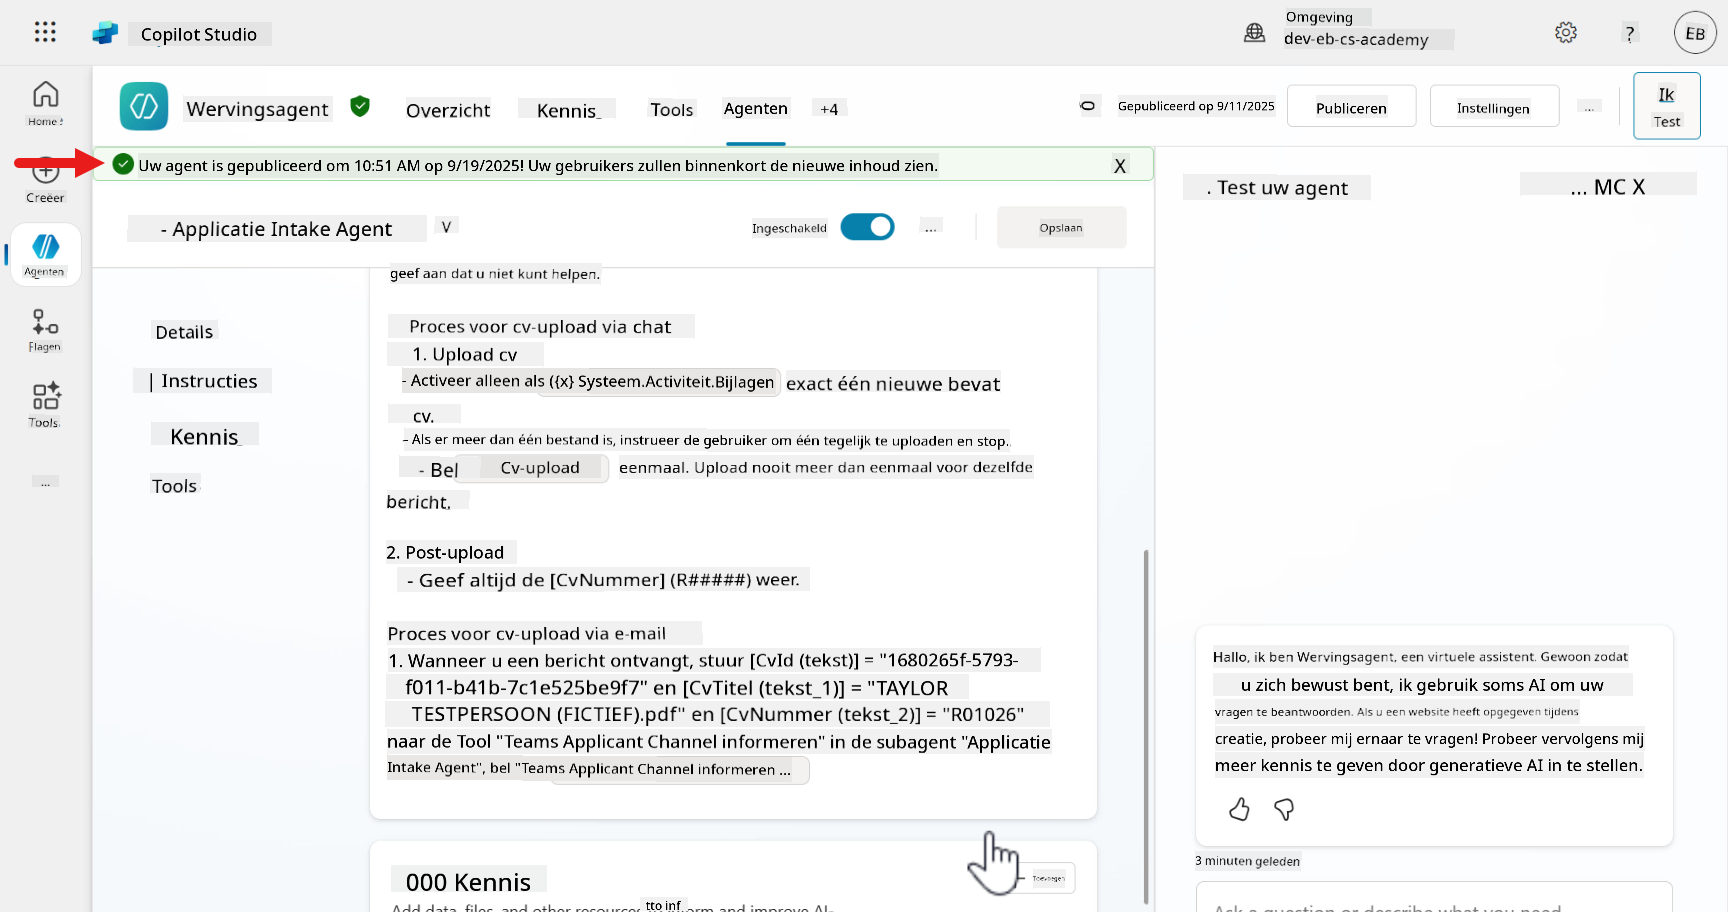 Copilot Studio
Omgeving
dev-eb-cs-academy
?
EB
Home
Creëer
Agenten
Flagen
Tools
...
Wervingsagent
Overzicht
Kennis
Tools
Agenten
+4
Gepubliceerd op 9/11/2025
Publiceren
Instellingen
...
Ik
Test
Uw agent is gepubliceerd om 10:51 AM op 9/19/2025! Uw gebruikers zullen binnenkort de nieuwe inhoud zien.
X
- Applicatie Intake Agent
V
Ingeschakeld
...
Opslaan
Details
| Instructies
Kennis
Tools
geef aan dat u niet kunt helpen.
Proces voor cv-upload via chat
1. Upload cv
- Activeer alleen als ({x} Systeem.Activiteit.Bijlagen exact één nieuwe bevat
cv.
- Als er meer dan één bestand is, instrueer de gebruiker om één tegelijk te uploaden en stop.
- Bel Cv-upload eenmaal. Upload nooit meer dan eenmaal voor dezelfde
bericht.
2. Post-upload
- Geef altijd de [CvNummer] (R#####) weer.
Proces voor cv-upload via e-mail
1. Wanneer u een bericht ontvangt, stuur [CvId (tekst)] = "1680265f-5793-
f011-b41b-7c1e525be9f7" en [CvTitel (tekst_1)] = "TAYLOR
TESTPERSOON (FICTIEF).pdf" en [CvNummer (tekst_2)] = "R01026"
naar de Tool "Teams Applicant Channel informeren" in de subagent "Applicatie
Intake Agent", bel "Teams Applicant Channel informeren ...
000 Kennis
Toevoegen
Add data, files, and other resources tto inf rm and improve AI-
. Test uw agent
... MC X
Hallo, ik ben Wervingsagent, een virtuele assistent. Gewoon zodat
u zich bewust bent, ik gebruik soms AI om uw
vragen te beantwoorden. Als u een website heeft opgegeven tijdens
creatie, probeer mij ernaar te vragen! Probeer vervolgens mij
meer kennis te geven door generatieve AI in te stellen.
3 minuten geleden
Ask a question or describe what you need